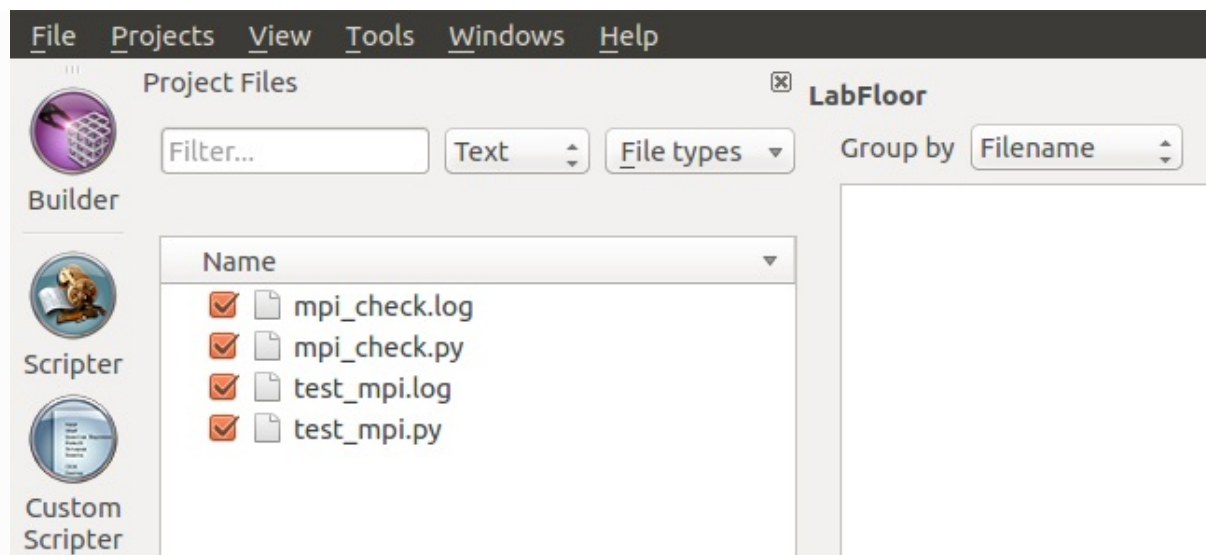 File Projects View Tools Windows Help
Project Files
LabFloor
Filter...
Text
File types
Group by
Filename
Builder
Scripter
Custom
Scripter
Name
mpi_check.log
mpi_check.py
test_mpi.log
test_mpi.py